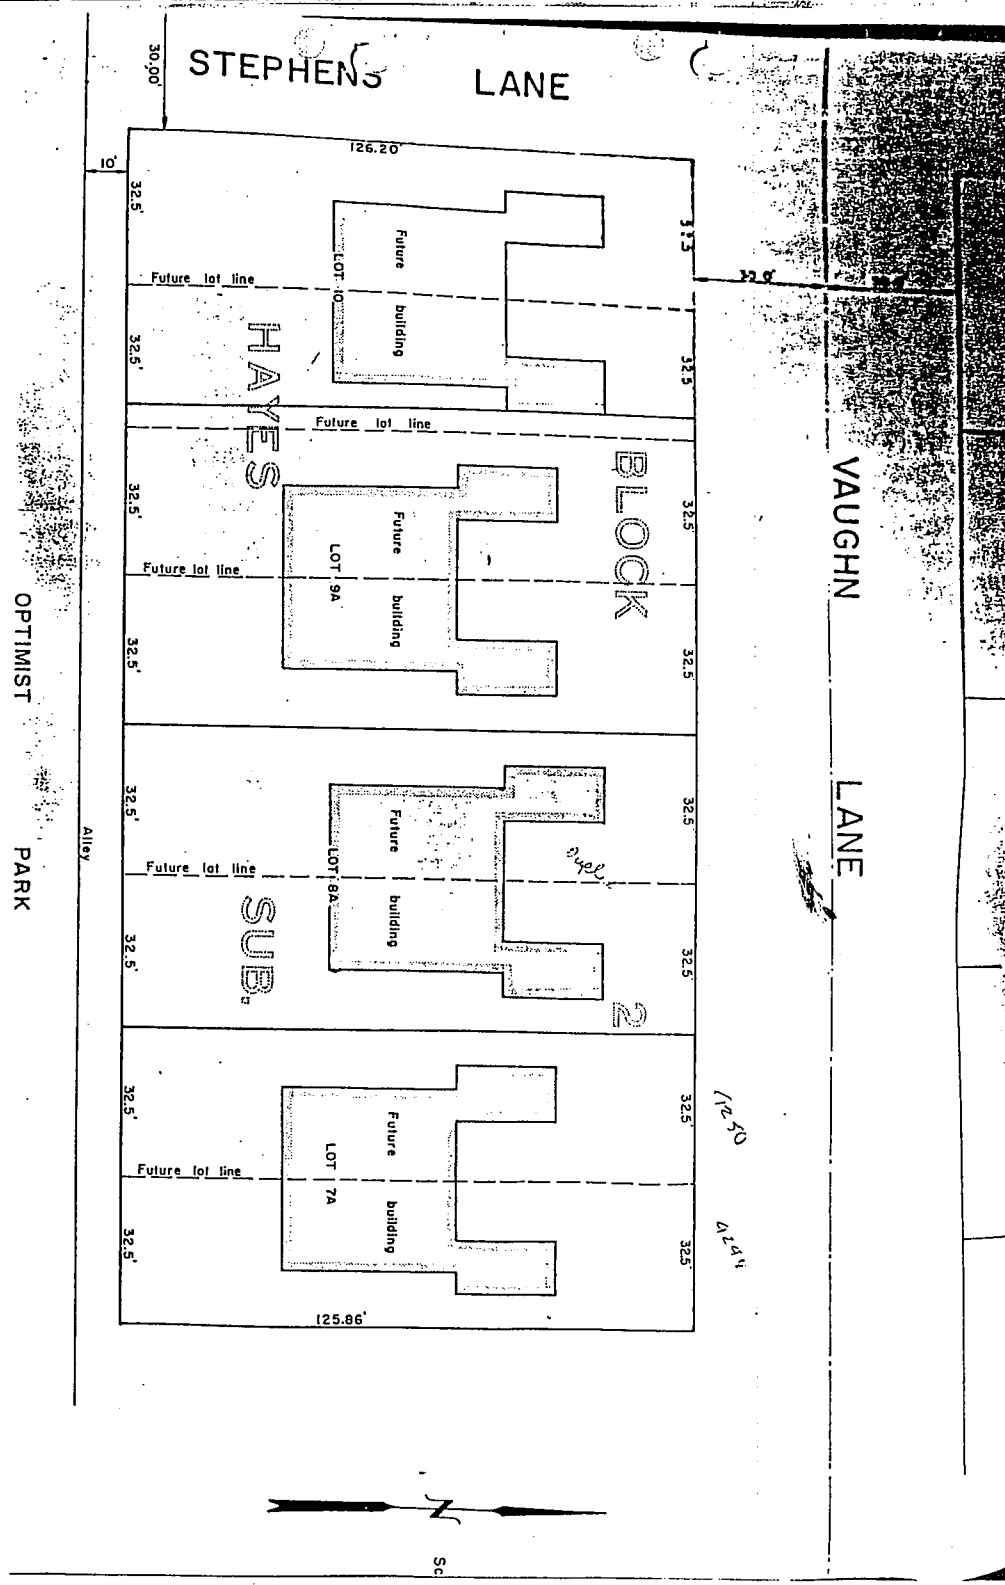 STEPHENS LANE
30.00'
126.20'
10'
32.5'
32.5
Future building
LOT 10
Future lot line
32.5'
32.5
HAYES
Future lot line
BLOCK
VAUGHN
32.5'
32.5'
Future building
LOT 9A
Future lot line
32.5'
32.5'
OPTIMIST
32.5'
32.5'
LANE
Alley
Future building
LOT 8A
Future lot line
PARK
SUB.
32.5'
32.5'
2
32.5'
32.5'
1250
Future building
LOT 7A
Future lot line
32.5'
32.5'
125.86'
N
Sc